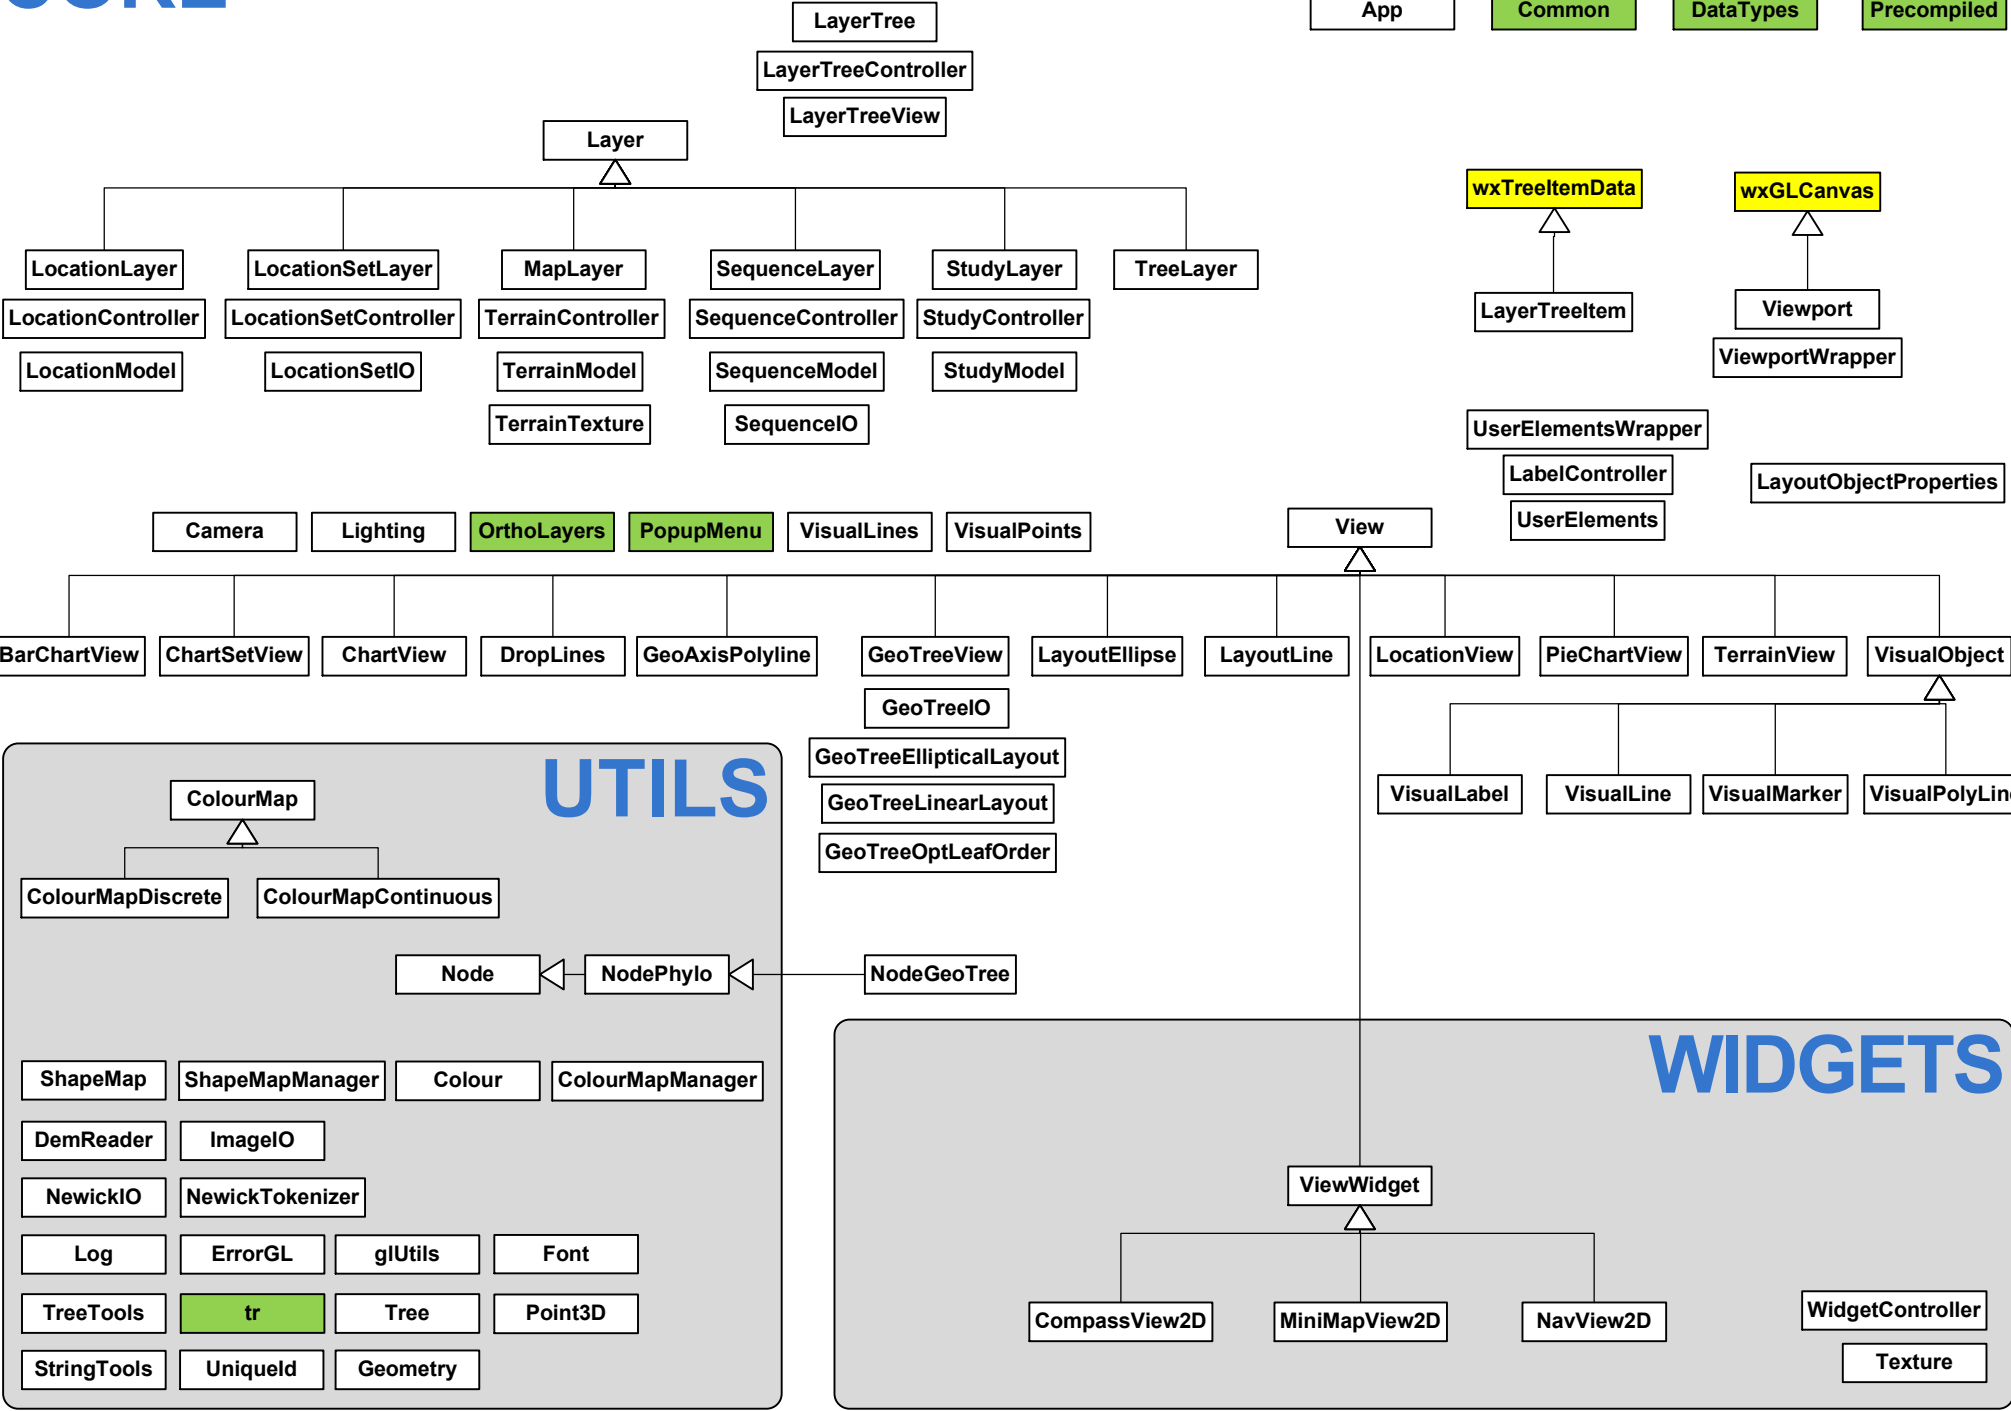 CORE
LayerTree
App
Common
DataTypes
Precompiled
LayerTreeController
LayerTreeView
Layer
wxTreeItemData
wxGLCanvas
LocationLayer
LocationSetLayer
MapLayer
SequenceLayer
StudyLayer
TreeLayer
LocationController
LocationSetController
TerrainController
SequenceController
StudyController
LayerTreeItem
Viewport
LocationModel
LocationSetIO
TerrainModel
SequenceModel
StudyModel
ViewportWrapper
TerrainTexture
SequenceIO
UserElementsWrapper
LabelController
LayoutObjectProperties
UserElements
Camera
Lighting
OrthoLayers
PopupMenu
VisualLines
VisualPoints
View
BarChartView
ChartSetView
ChartView
DropLines
GeoAxisPolyline
GeoTreeView
LayoutEllipse
LayoutLine
LocationView
PieChartView
TerrainView
VisualObject
GeoTreeIO
GeoTreeEllipticalLayout
GeoTreeLinearLayout
GeoTreeOptLeafOrder
VisualLabel
VisualLine
VisualMarker
VisualPolyLine
UTILS
ColourMap
ColourMapDiscrete
ColourMapContinuous
Node
NodePhylo
NodeGeoTree
ShapeMap
ShapeMapManager
Colour
ColourMapManager
DemReader
ImageIO
NewickIO
NewickTokenizer
Log
ErrorGL
glUtils
Font
TreeTools
tr
Tree
Point3D
StringTools
UniqueId
Geometry
WIDGETS
ViewWidget
CompassView2D
MiniMapView2D
NavView2D
WidgetController
Texture